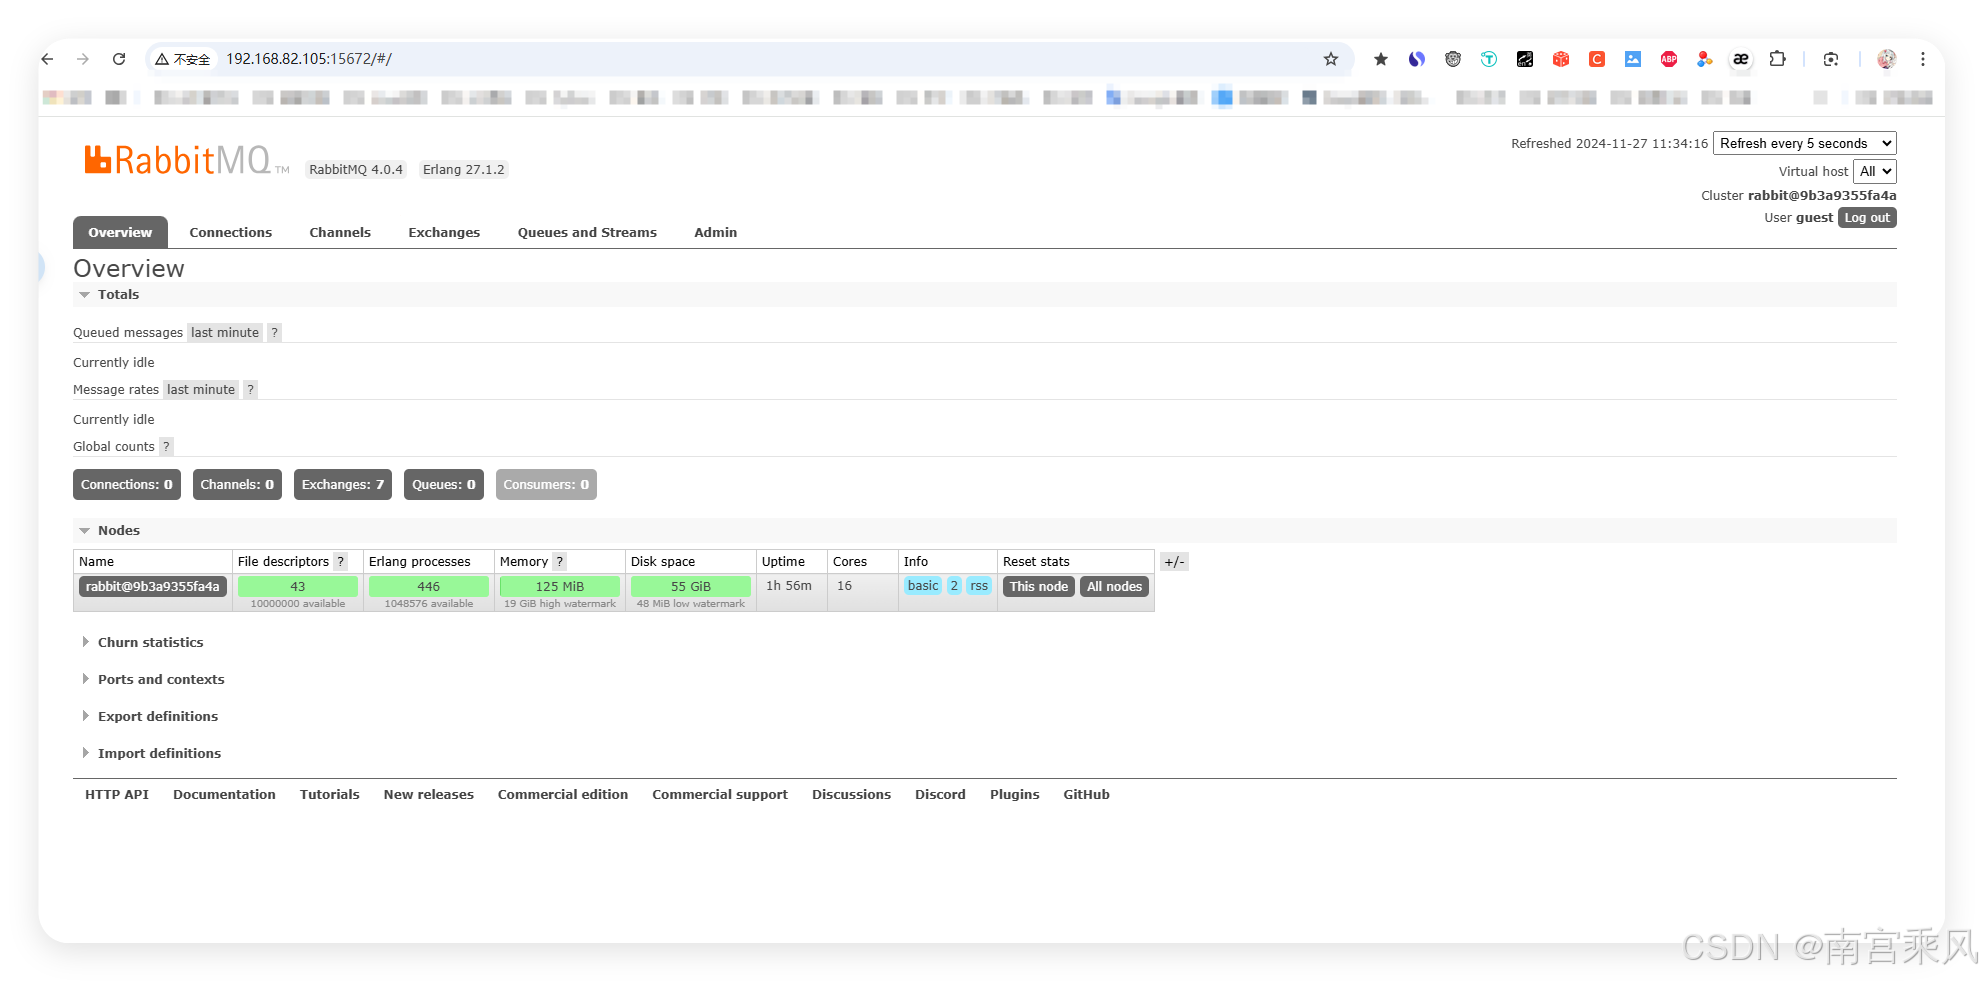 不安全 192.168.82.105:15672/#/
RabbitMQ TM RabbitMQ 4.0.4 Erlang 27.1.2
Refreshed 2024-11-27 11:34:16 Refresh every 5 seconds
Virtual host All
Cluster rabbit@9b3a9355fa4a
User guest Log out
Overview Connections Channels Exchanges Queues and Streams Admin
Overview
Totals
Queued messages last minute ?
Currently idle
Message rates last minute ?
Currently idle
Global counts ?
Connections: 0 Channels: 0 Exchanges: 7 Queues: 0 Consumers: 0
Nodes
Name File descriptors ? Erlang processes Memory ? Disk space Uptime Cores Info Reset stats +/-
rabbit@9b3a9355fa4a 43 446 125 MiB 55 GiB 1h 56m 16 basic 2 rss This node All nodes
10000000 available 1048576 available 19 GiB high watermark 48 MiB low watermark
Churn statistics
Ports and contexts
Export definitions
Import definitions
HTTP API Documentation Tutorials New releases Commercial edition Commercial support Discussions Discord Plugins GitHub
CSDN @南宫乘风